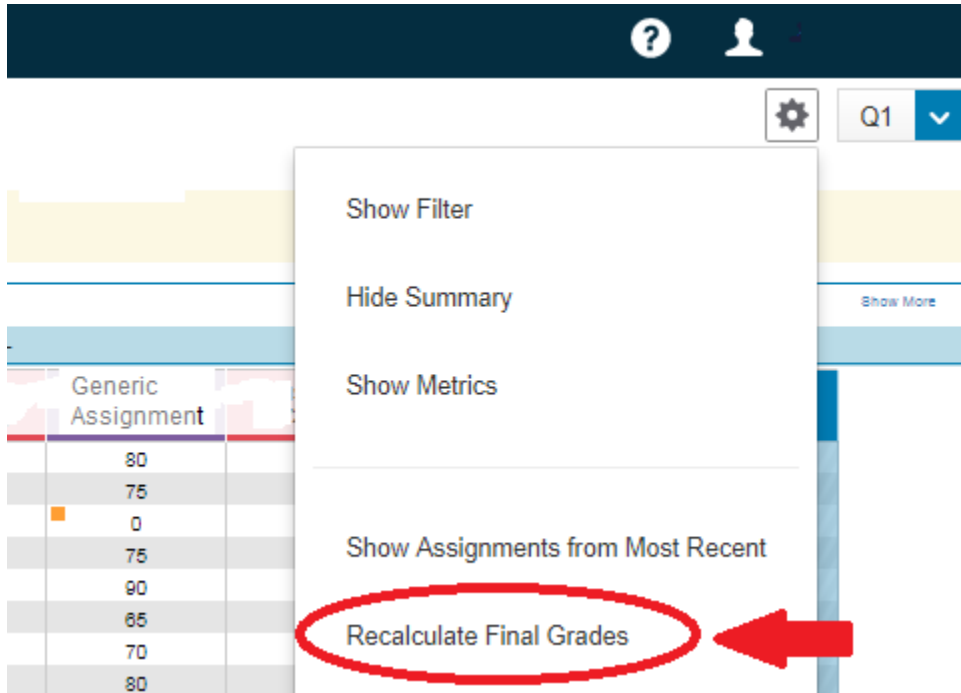 ?
Q1
Show Filter
Hide Summary
Show More
Show Metrics
Generic
Assignment
80
75
0
75
90
65
70
80
Show Assignments from Most Recent
Recalculate Final Grades